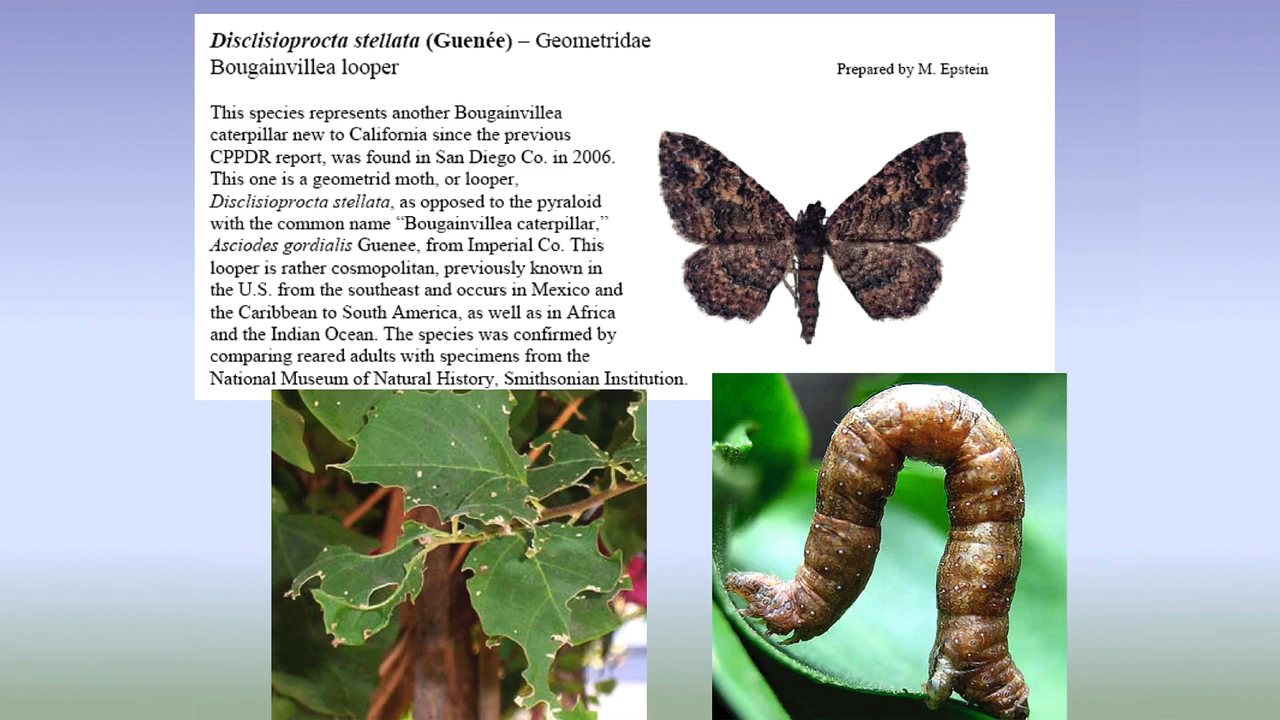 Disclisioprocta stellata (Guenée) – Geometridae
Bougainvillea looper
Prepared by M. Epstein
This species represents another Bougainvillea
caterpillar new to California since the previous
CPPDR report, was found in San Diego Co. in 2006.
This one is a geometrid moth, or looper,
Disclisioprocta stellata, as opposed to the pyraloid
with the common name “Bougainvillea caterpillar,”
Asciodes gordialis Guenee, from Imperial Co. This
looper is rather cosmopolitan, previously known in
the U.S. from the southeast and occurs in Mexico and
the Caribbean to South America, as well as in Africa
and the Indian Ocean. The species was confirmed by
comparing reared adults with specimens from the
National Museum of Natural History, Smithsonian Institution.